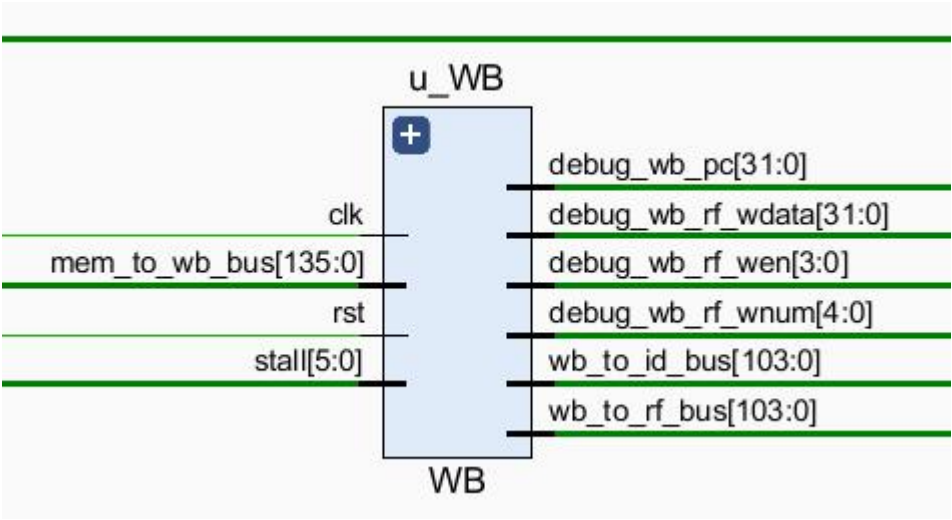 u_WB
debug_wb_pc[31:0]
clk
debug_wb_rf_wdata[31:0]
mem_to_wb_bus[135:0]
debug_wb_rf_wen[3:0]
rst
debug_wb_rf_wnum[4:0]
stall[5:0]
wb_to_id_bus[103:0]
wb_to_rf_bus[103:0]
WB